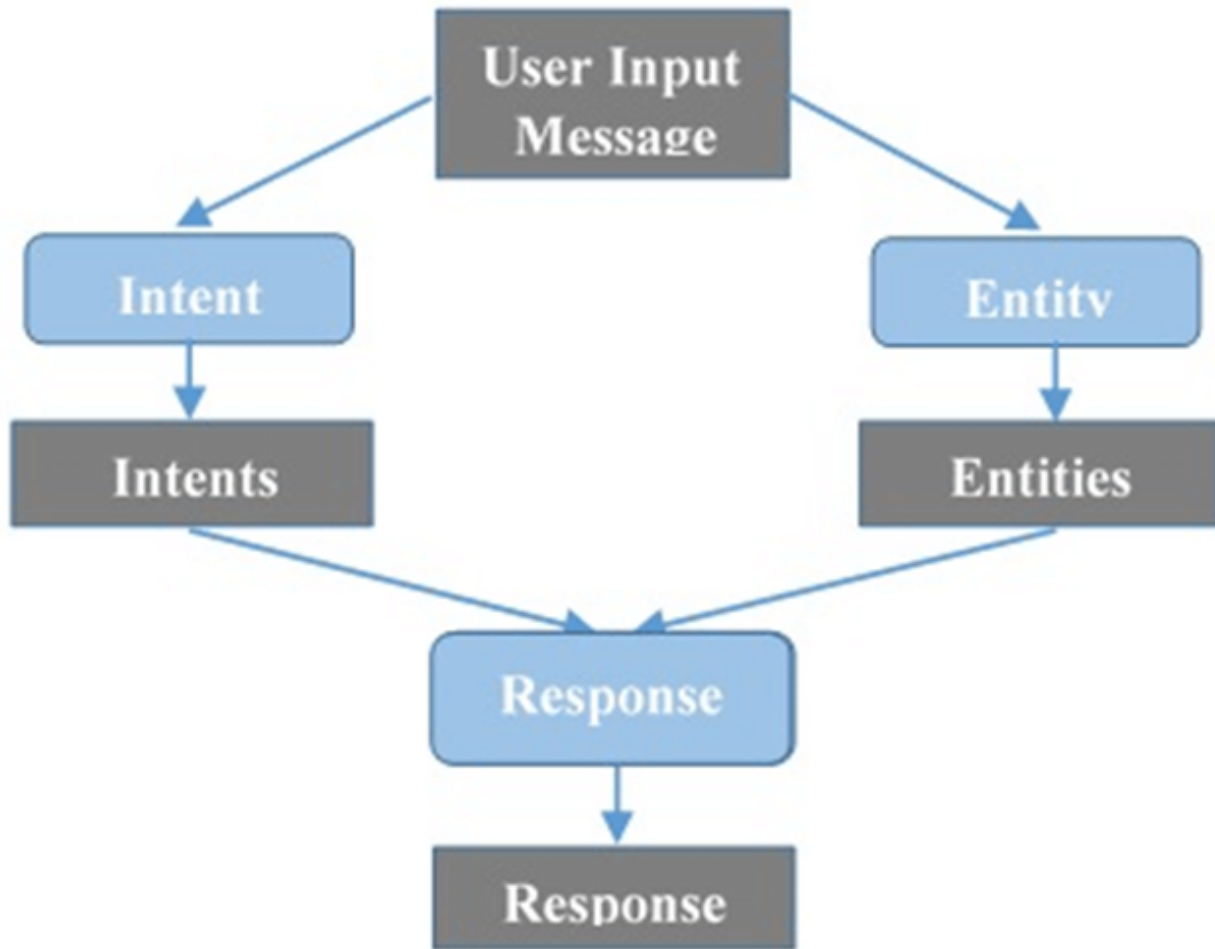 User Input
Message
Intent
Entity
Intents
Entities
Response
Response